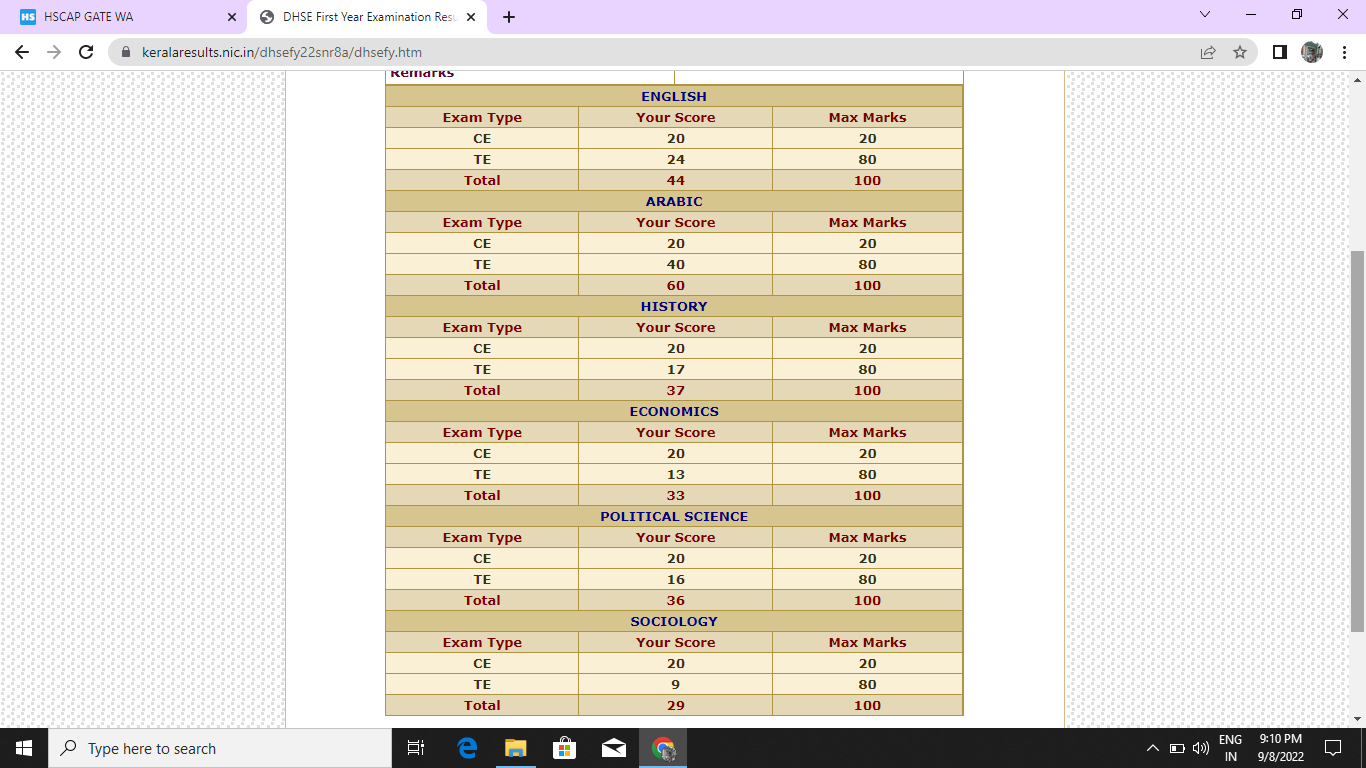 HSCAP GATE WA
DHSE First Year Examination Resu
keralaresults.nic.in/dhsefy22snr8a/dhsefy.htm
Remarks
ENGLISH
Exam Type Your Score Max Marks
CE 20 20
TE 24 80
Total 44 100
ARABIC
Exam Type Your Score Max Marks
CE 20 20
TE 40 80
Total 60 100
HISTORY
Exam Type Your Score Max Marks
CE 20 20
TE 17 80
Total 37 100
ECONOMICS
Exam Type Your Score Max Marks
CE 20 20
TE 13 80
Total 33 100
POLITICAL SCIENCE
Exam Type Your Score Max Marks
CE 20 20
TE 16 80
Total 36 100
SOCIOLOGY
Exam Type Your Score Max Marks
CE 20 20
TE 9 80
Total 29 100
Type here to search
ENG 9:10 PM
IN 9/8/2022